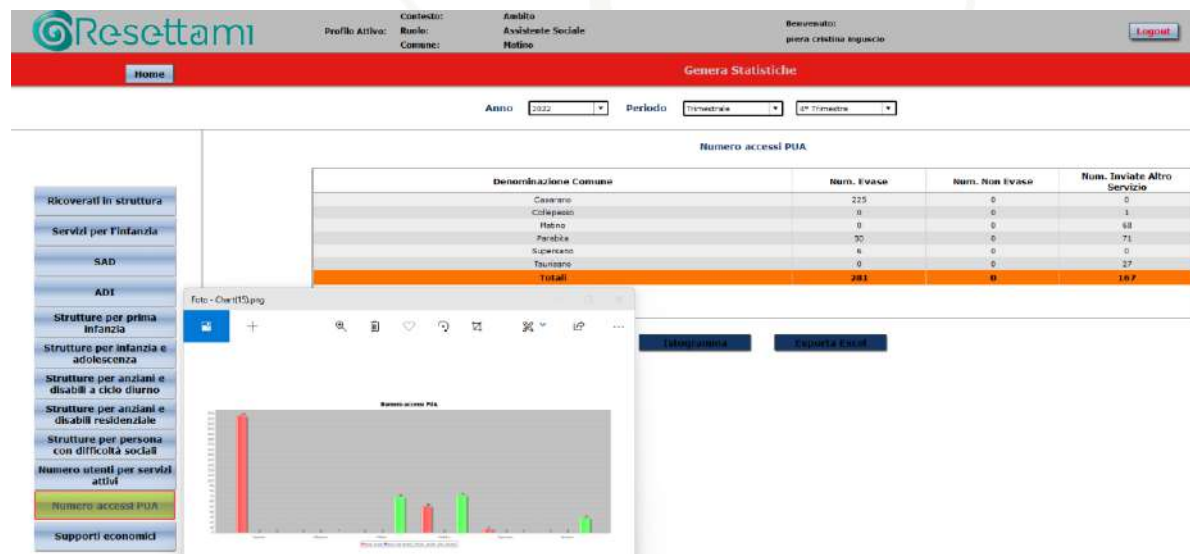 Resettami
Profilo Attivo:
Contesto: Ambito
Ruolo: Assistente Sociale
Comune: Matino
Benvenuto:
piera cristina inguscio
Logout
Home
Genera Statistiche
Anno 2022 Periodo Trimestrale 4° Trimestre
Numero accessi PUA
Denominazione Comune Num. Evase Num. Non Evase Num. Inviate Altro Servizio
Casarano 225 0 0
Collepasso 0 0 1
Matino 0 0 68
Parabita 50 0 71
Supersano 6 0 0
Taurisano 0 0 27
Totali 281 0 167
Istogramma
Esporta Excel
Ricoverati in struttura
Servizi per l'infanzia
SAD
ADI
Strutture per prima
infanzia
Strutture per infanzia e
adolescenza
Strutture per anziani e
disabili a ciclo diurno
Strutture per anziani e
disabili residenziale
Strutture per persona
con difficoltà sociali
Numero utenti per servizi
attivi
Numero accessi PUA
Supporti economici
Foto - Chart(15).png
Numero accessi PUA